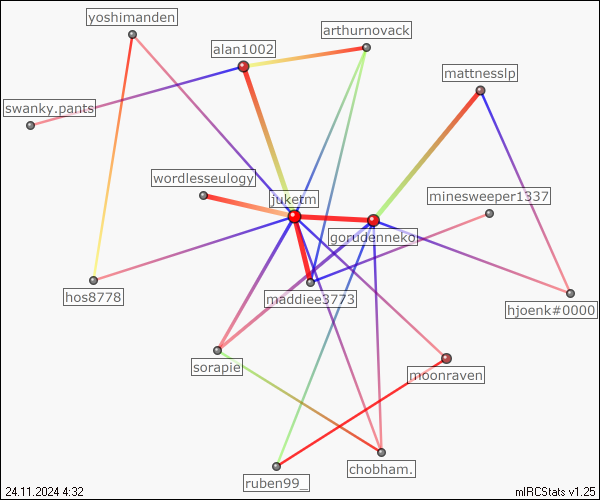 yoshimanden
arthurnovack
alan1002
mattnesslp
swanky.pants
wordlesseulogy
juketm
minesweeper1337
gorudenneko
hos8778
maddiee3773
hjoenk#0000
sorapie
moonraven
chobham.
ruben99_
24.11.2024 4:32
mIRCStats v1.25